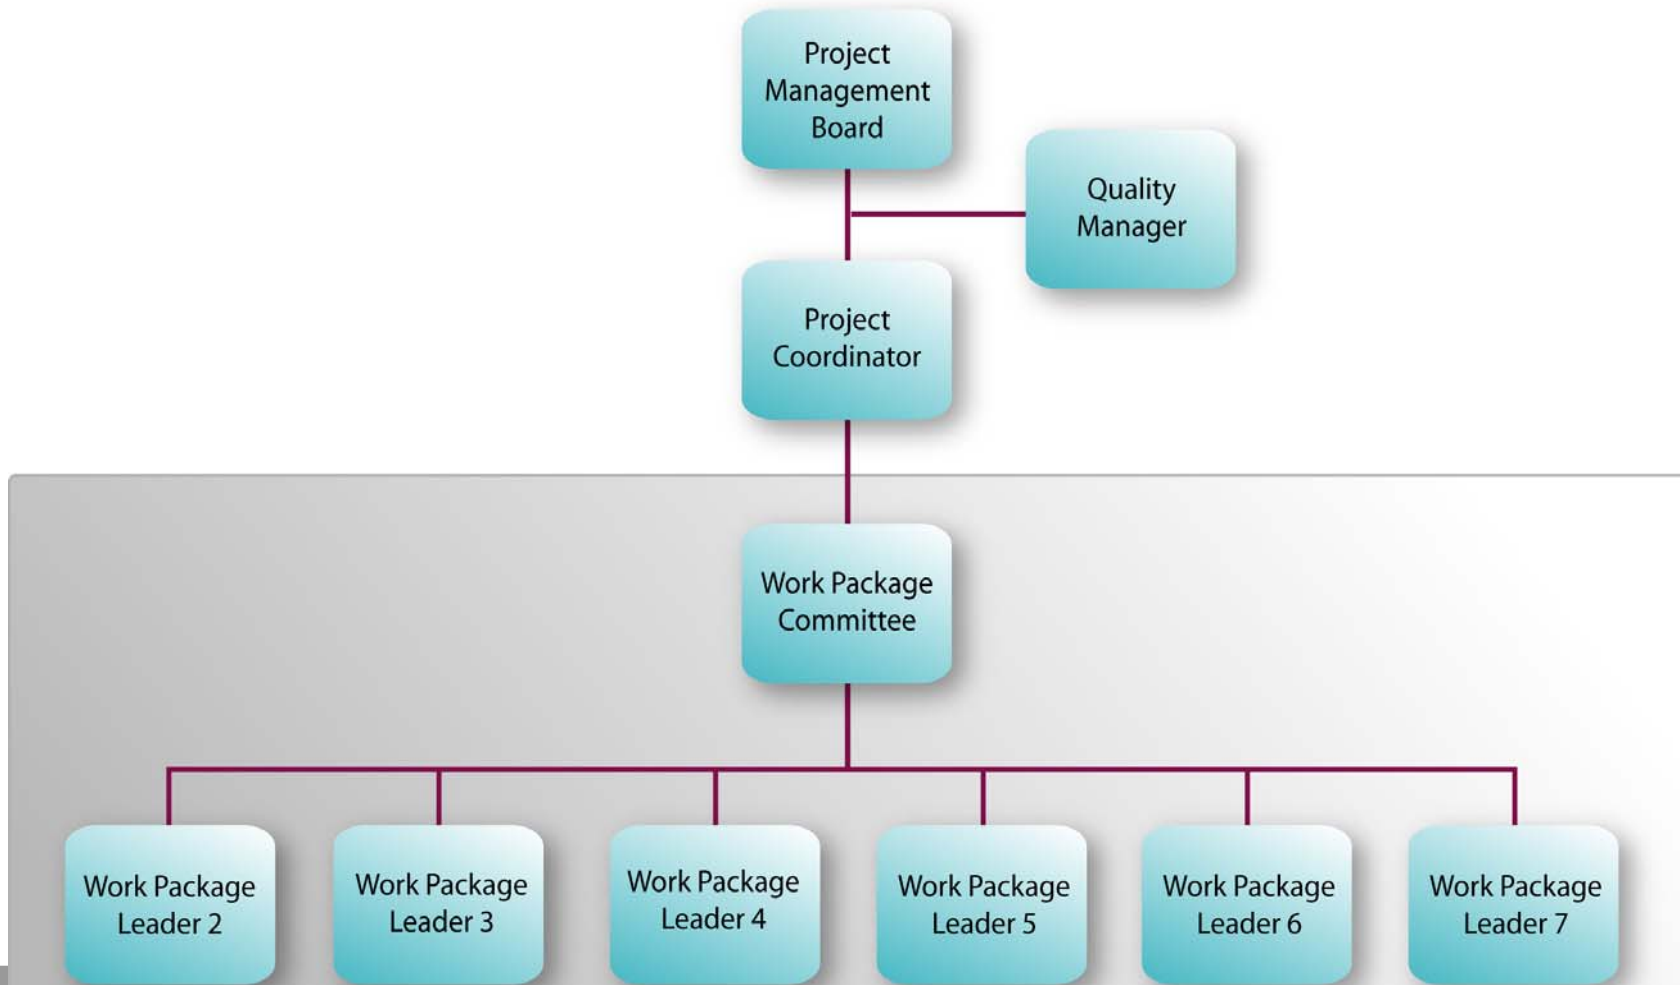 Project
Management
Board
Quality
Manager
Project
Coordinator
Work Package
Committee
Work Package
Leader 2
Work Package
Leader 3
Work Package
Leader 4
Work Package
Leader 5
Work Package
Leader 6
Work Package
Leader 7